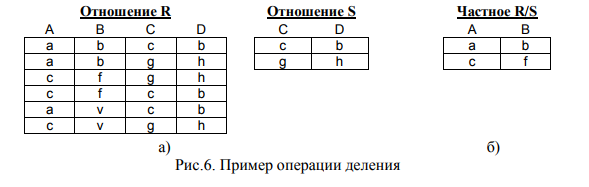 Отношение R Отношение S Частное R/S
A B C D C D A B
a b c b c b a b
a b g h g h c f
c f g h
c f c b
a v c b
c v g h
а) б)
Рис.6. Пример операции деления